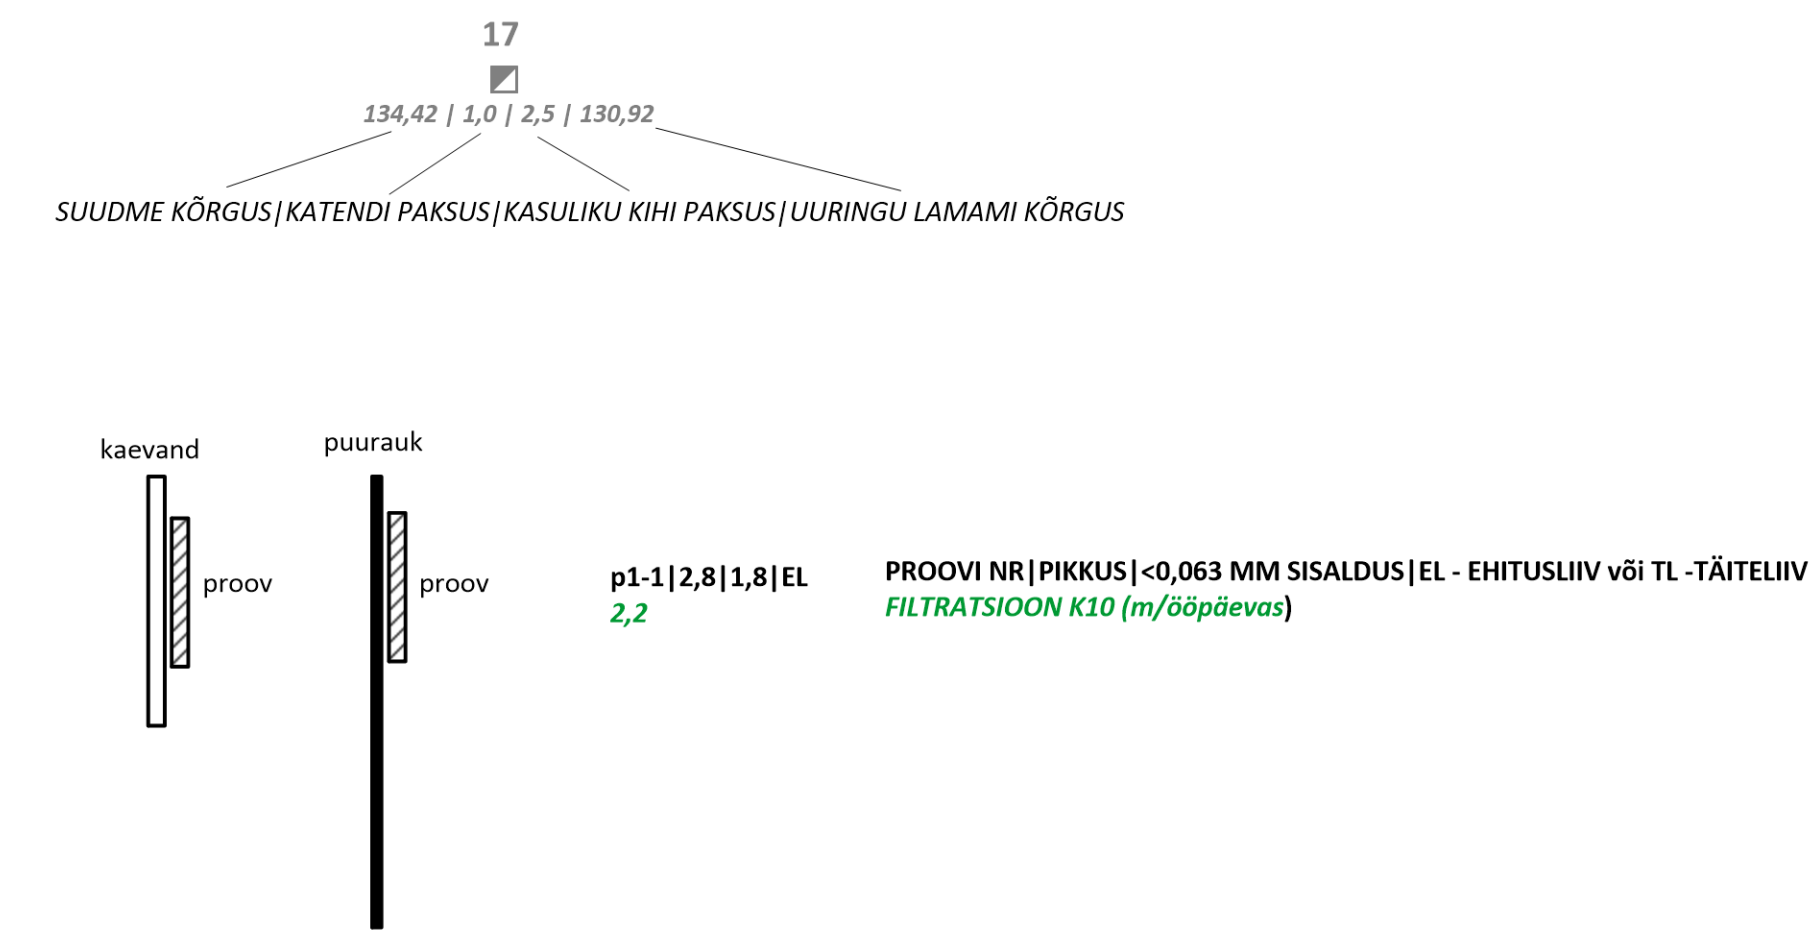 17
134,42 | 1,0 | 2,5 | 130,92
SUUDME KÕRGUS|KATENDI PAKSUS|KASULIKU KIHI PAKSUS|UURINGU LAMAMI KÕRGUS
kaevand
puurauk
proov
proov
p1-1|2,8|1,8|EL
2,2
PROOVI NR|PIKKUS|<0,063 MM SISALDUS|EL - EHITUSLIIV või TL -TÄITELIIV
FILTRATSIOON K10 (m/ööpäevas)